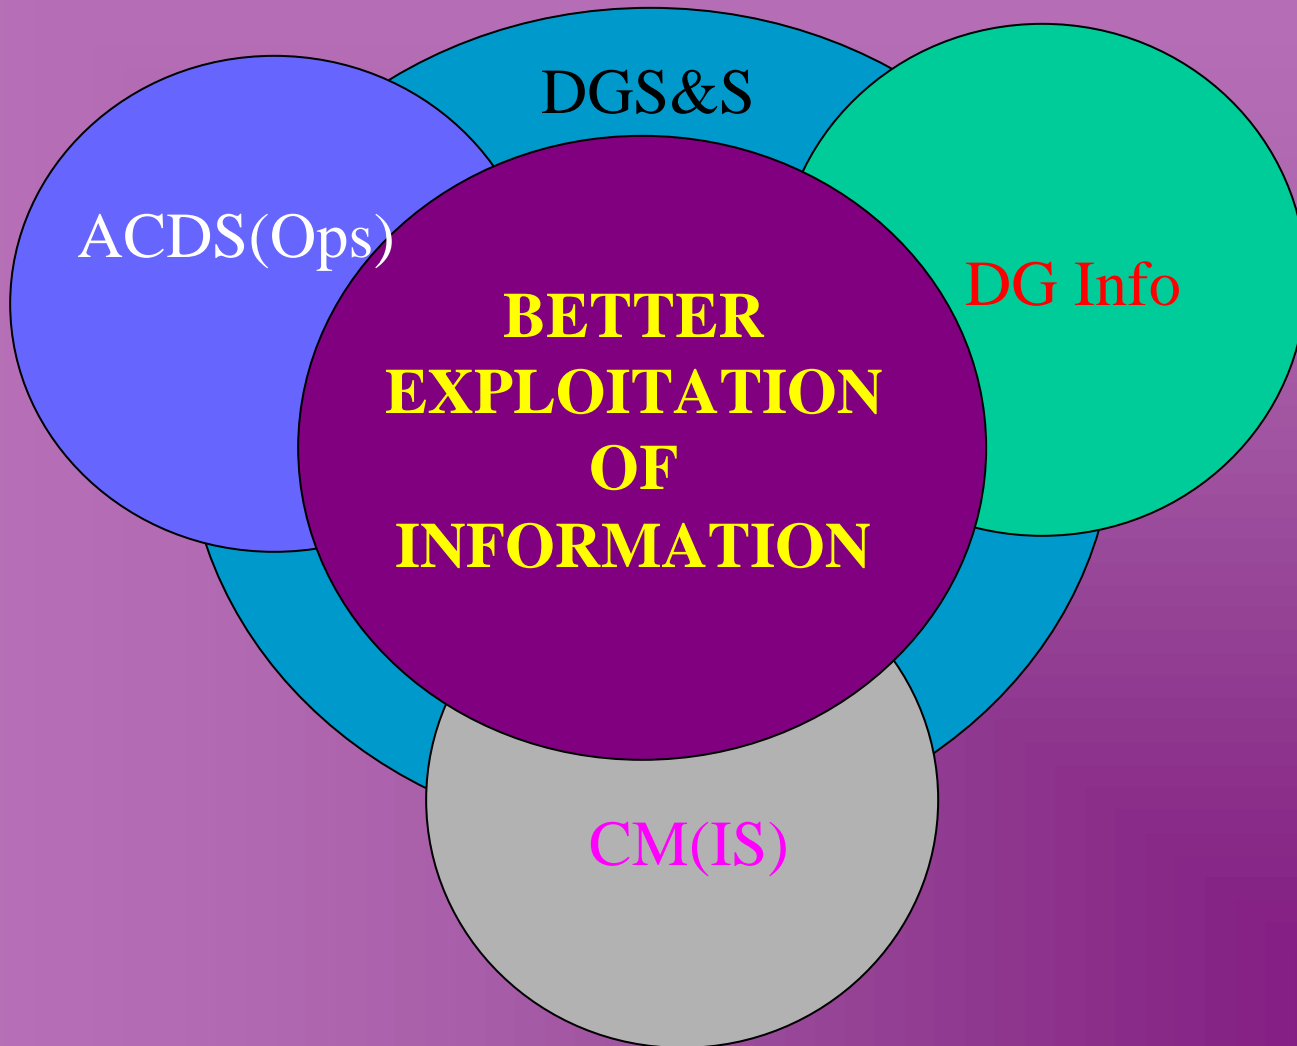 DGS&S
ACDS(Ops)
DG Info
BETTER
EXPLOITATION
OF
INFORMATION
CM(IS)